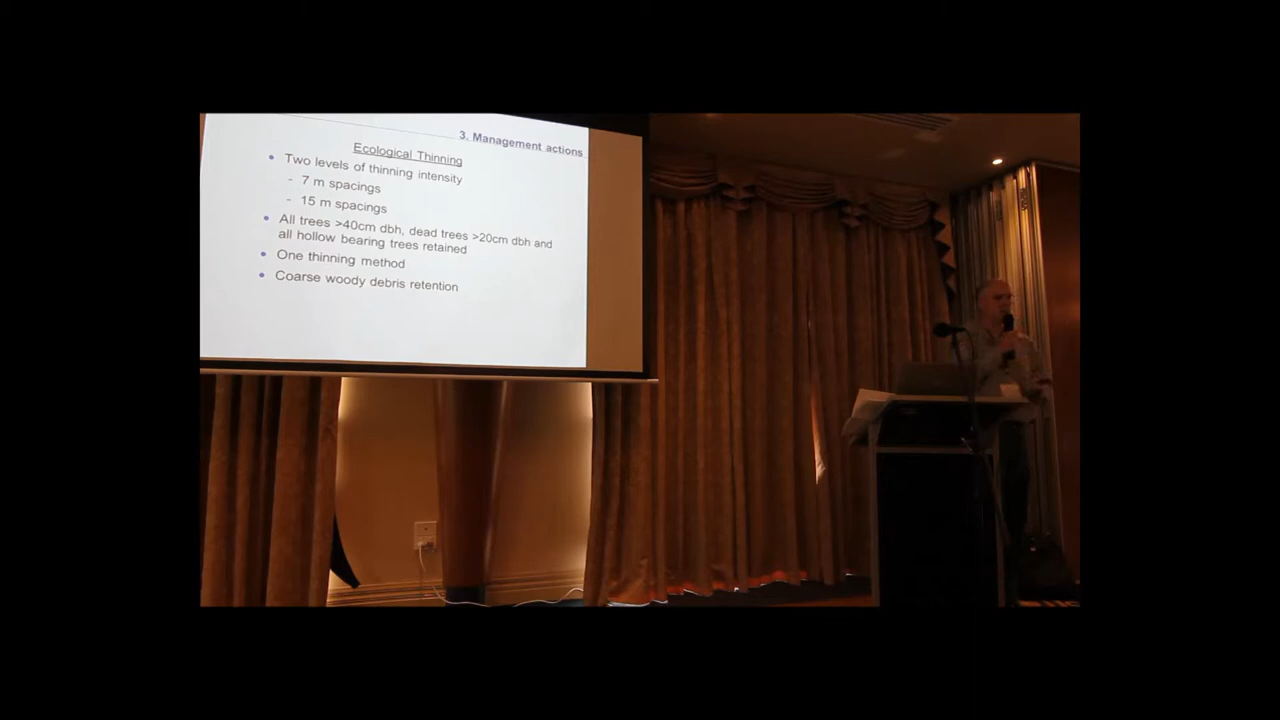 3. Management actions
Ecological Thinning
• Two levels of thinning intensity
- 7 m spacings
- 15 m spacings
• All trees >40cm dbh, dead trees >20cm dbh and
all hollow bearing trees retained
• One thinning method
• Coarse woody debris retention